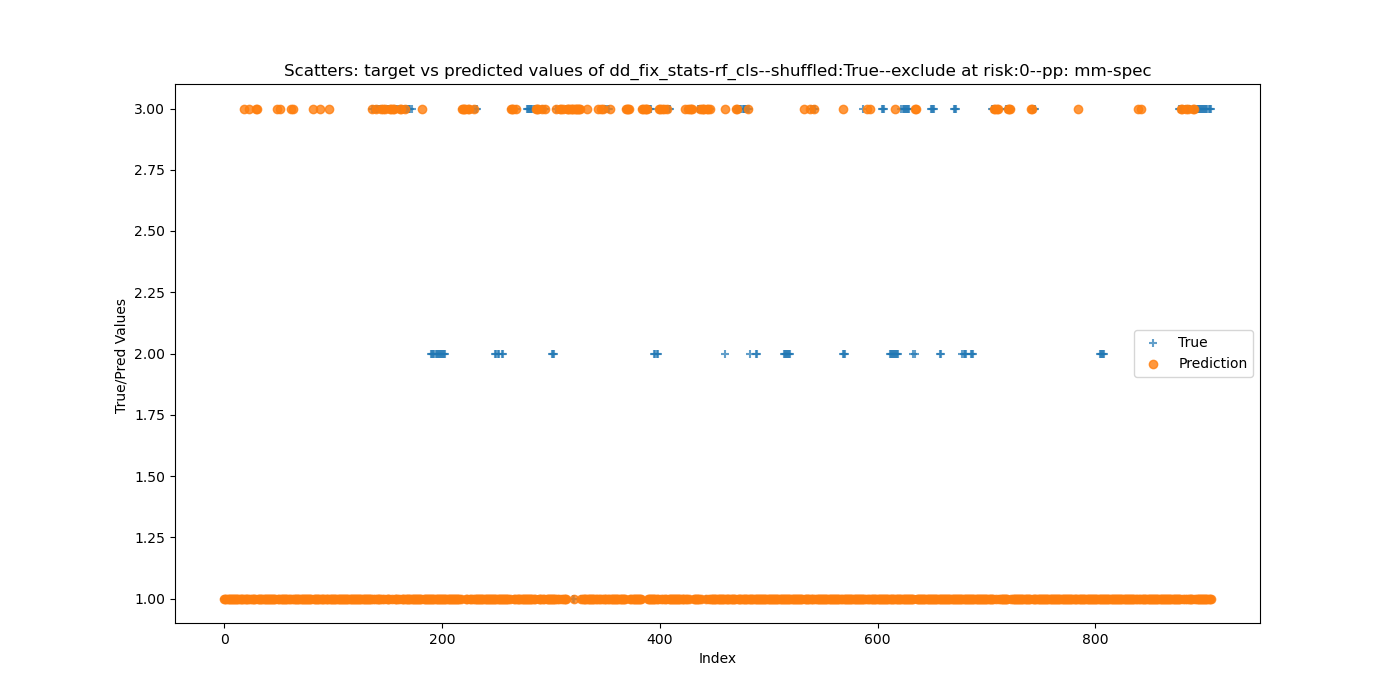 Scatters: target vs predicted values of dd_fix_stats-rf_cls--shuffled:True--exclude at risk:0--pp: mm-spec
3.00
2.75
2.50
2.25
2.00
1.75
1.50
1.25
1.00
True/Pred Values
True
Prediction
0
200
400
600
800
Index